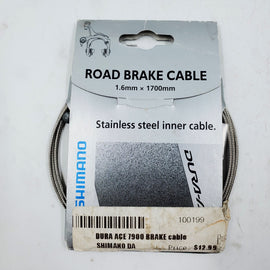 ROAD BRAKE CABLE
1.6mm × 1700mm
Stainless steel inner cable.
SHIMANO
DURA-A
100199
DURA ACE 7900 BRAKE cable
SHIMANO DA
Price: $12.99